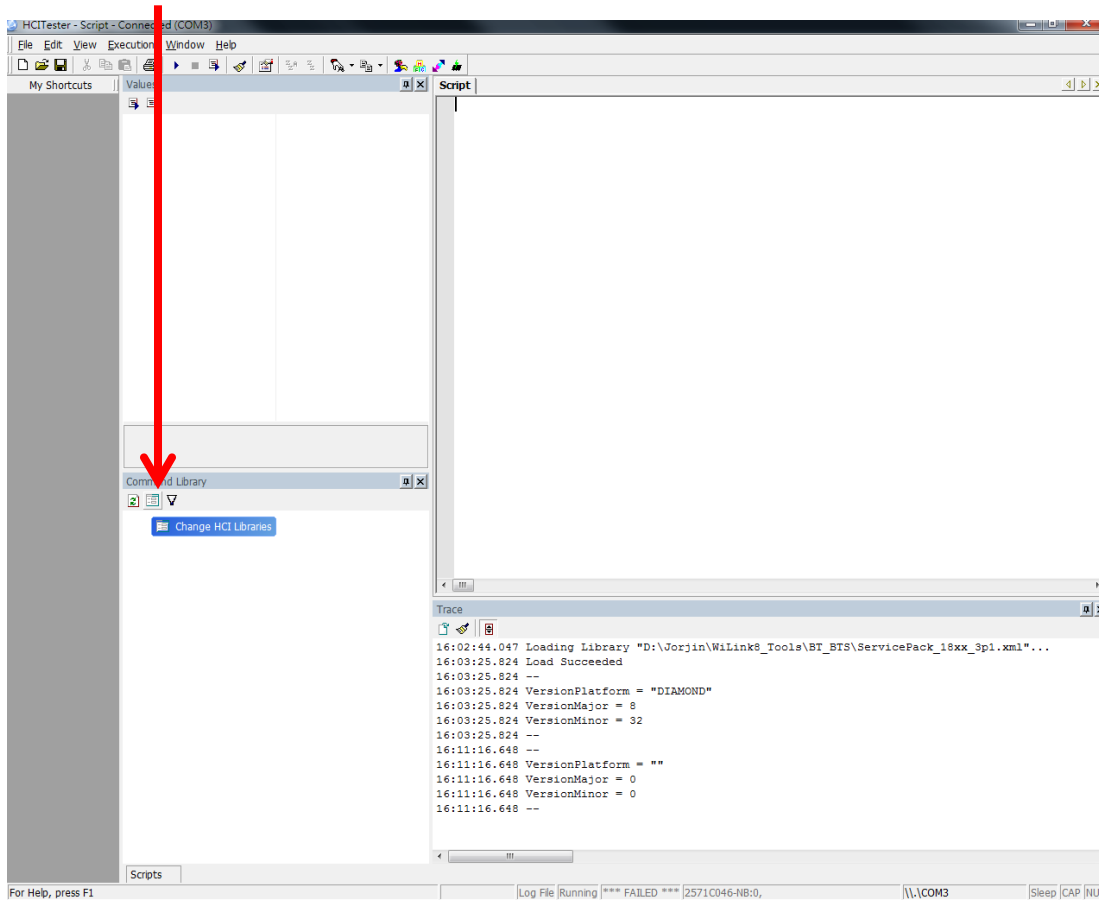 HCITester - Script - Connected (COM3)
File Edit View Execution Window Help
My Shortcuts
Values
Script
Command Library
Change HCI Libraries
Trace
16:02:44.047 Loading Library "D:\Jorjin\WiLink8_Tools\BT_BTS\ServicePack_18xx_3p1.xml"...
16:03:25.824 Load Succeeded
16:03:25.824 --
16:03:25.824 VersionPlatform = "DIAMOND"
16:03:25.824 VersionMajor = 8
16:03:25.824 VersionMinor = 32
16:03:25.824 --
16:11:16.648 --
16:11:16.648 VersionPlatform = ""
16:11:16.648 VersionMajor = 0
16:11:16.648 VersionMinor = 0
16:11:16.648 --
Scripts
For Help, press F1 Log File Running *** FAILED *** 2571C046-NB:0, \\.\COM3 Sleep CAP NU